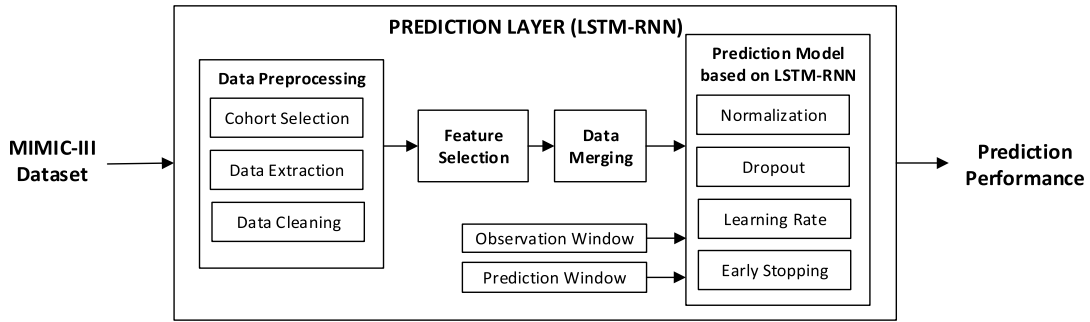 PREDICTION LAYER (LSTM-RNN)
MIMIC-III
Dataset
Data Preprocessing
Cohort Selection
Data Extraction
Data Cleaning
Feature
Selection
Data
Merging
Observation Window
Prediction Window
Prediction Model
based on LSTM-RNN
Normalization
Dropout
Learning Rate
Early Stopping
Prediction
Performance